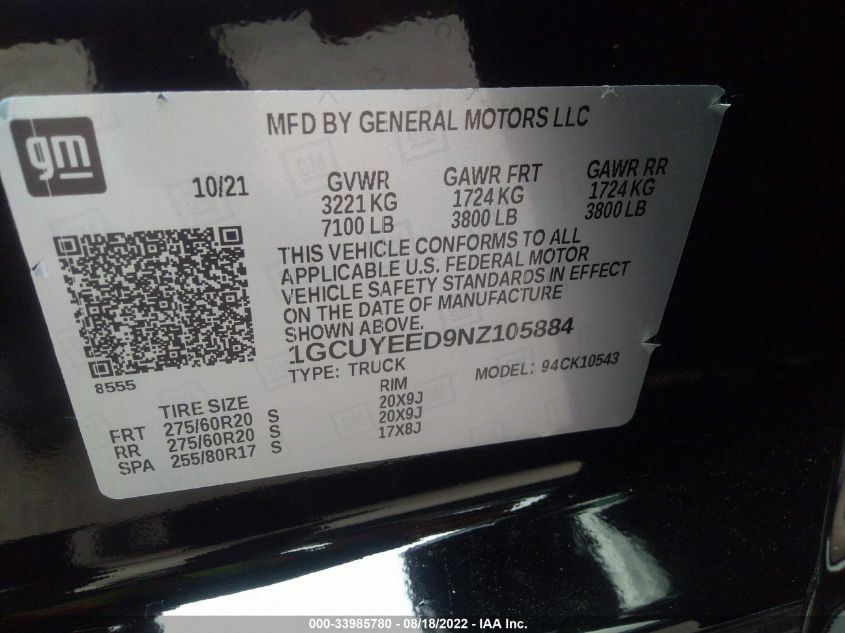 MFD BY GENERAL MOTORS LLC
gm
10/21
GVWR
3221 KG
7100 LB
GAWR FRT
1724 KG
3800 LB
GAWR RR
1724 KG
3800 LB
THIS VEHICLE CONFORMS TO ALL
APPLICABLE U.S. FEDERAL MOTOR
VEHICLE SAFETY STANDARDS IN EFFECT
ON THE DATE OF MANUFACTURE
SHOWN ABOVE.
1GCUYEED9NZ105884
TYPE: TRUCK
MODEL: 94CK10543
8555
TIRE SIZE RIM
FRT 275/60R20 S 20X9J
RR 275/60R20 S 20X9J
SPA 255/80R17 S 17X8J
000-33985780 - 08/18/2022 - IAA Inc.